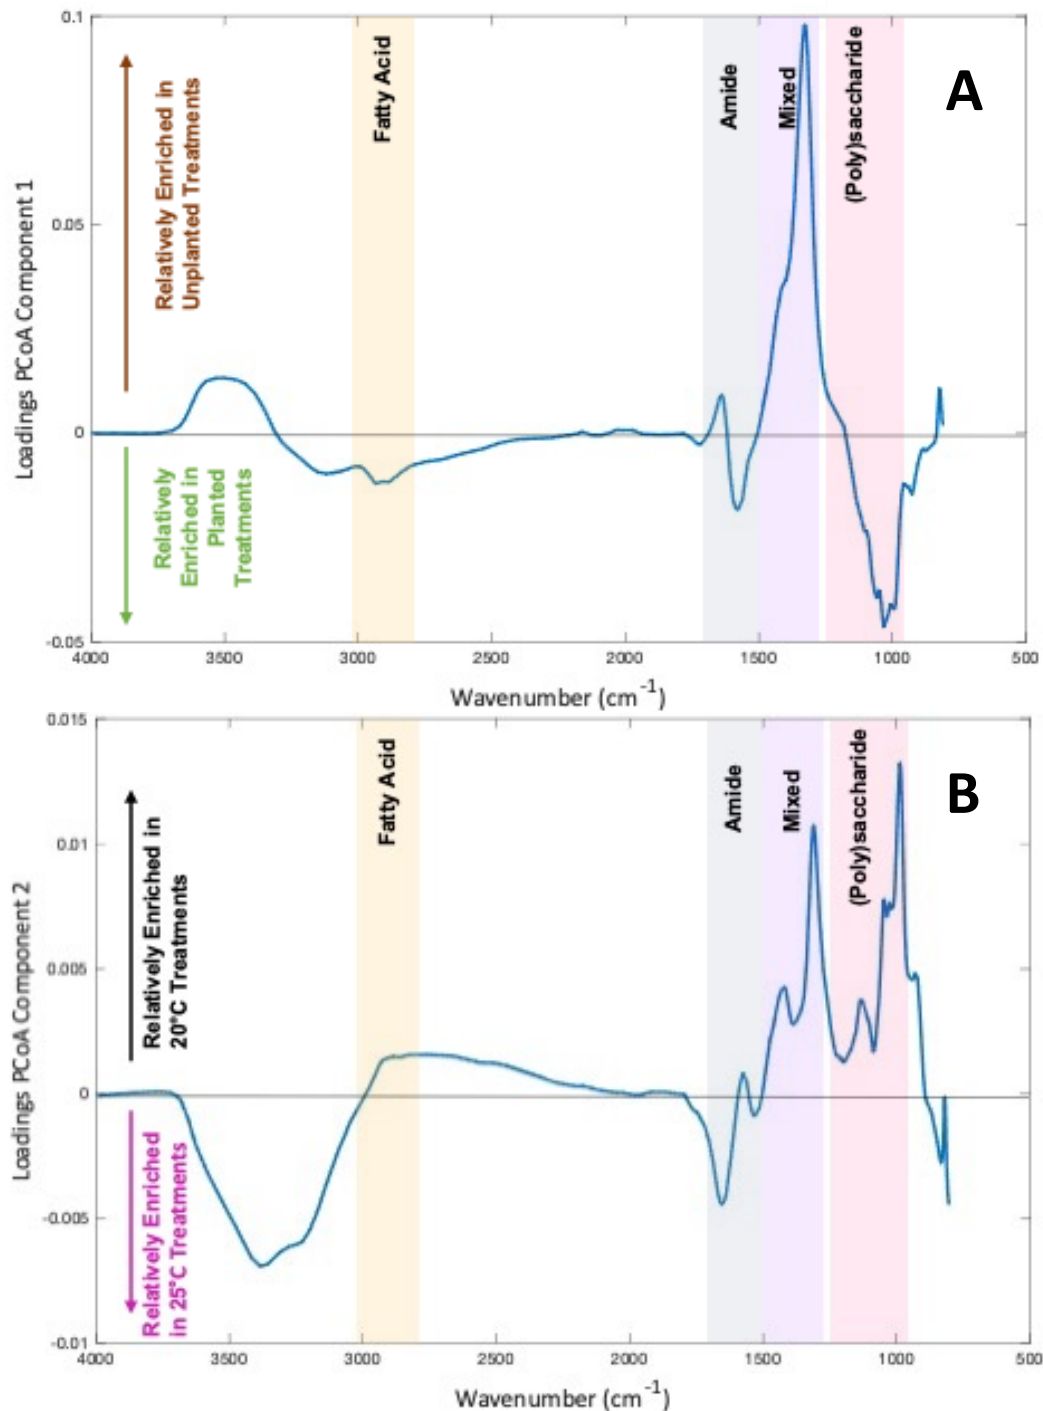 0.1
0.05
0
-0.05
Loadings PCoA Component 1
Relatively Enriched in
Unplanted Treatments
Relatively
Enriched in
Planted
Treatments
Fatty Acid
Amide
Mixed
(Poly)saccharide
A
4000 3500 3000 2500 2000 1500 1000 500
Wavenumber (cm⁻¹)
0.015
0.01
0.005
0
-0.005
-0.01
Loadings PCoA Component 2
Relatively Enriched in
20°C Treatments
Relatively Enriched
in 25°C Treatments
Fatty Acid
Amide
Mixed
(Poly)saccharide
B
4000 3500 3000 2500 2000 1500 1000 500
Wavenumber (cm⁻¹)